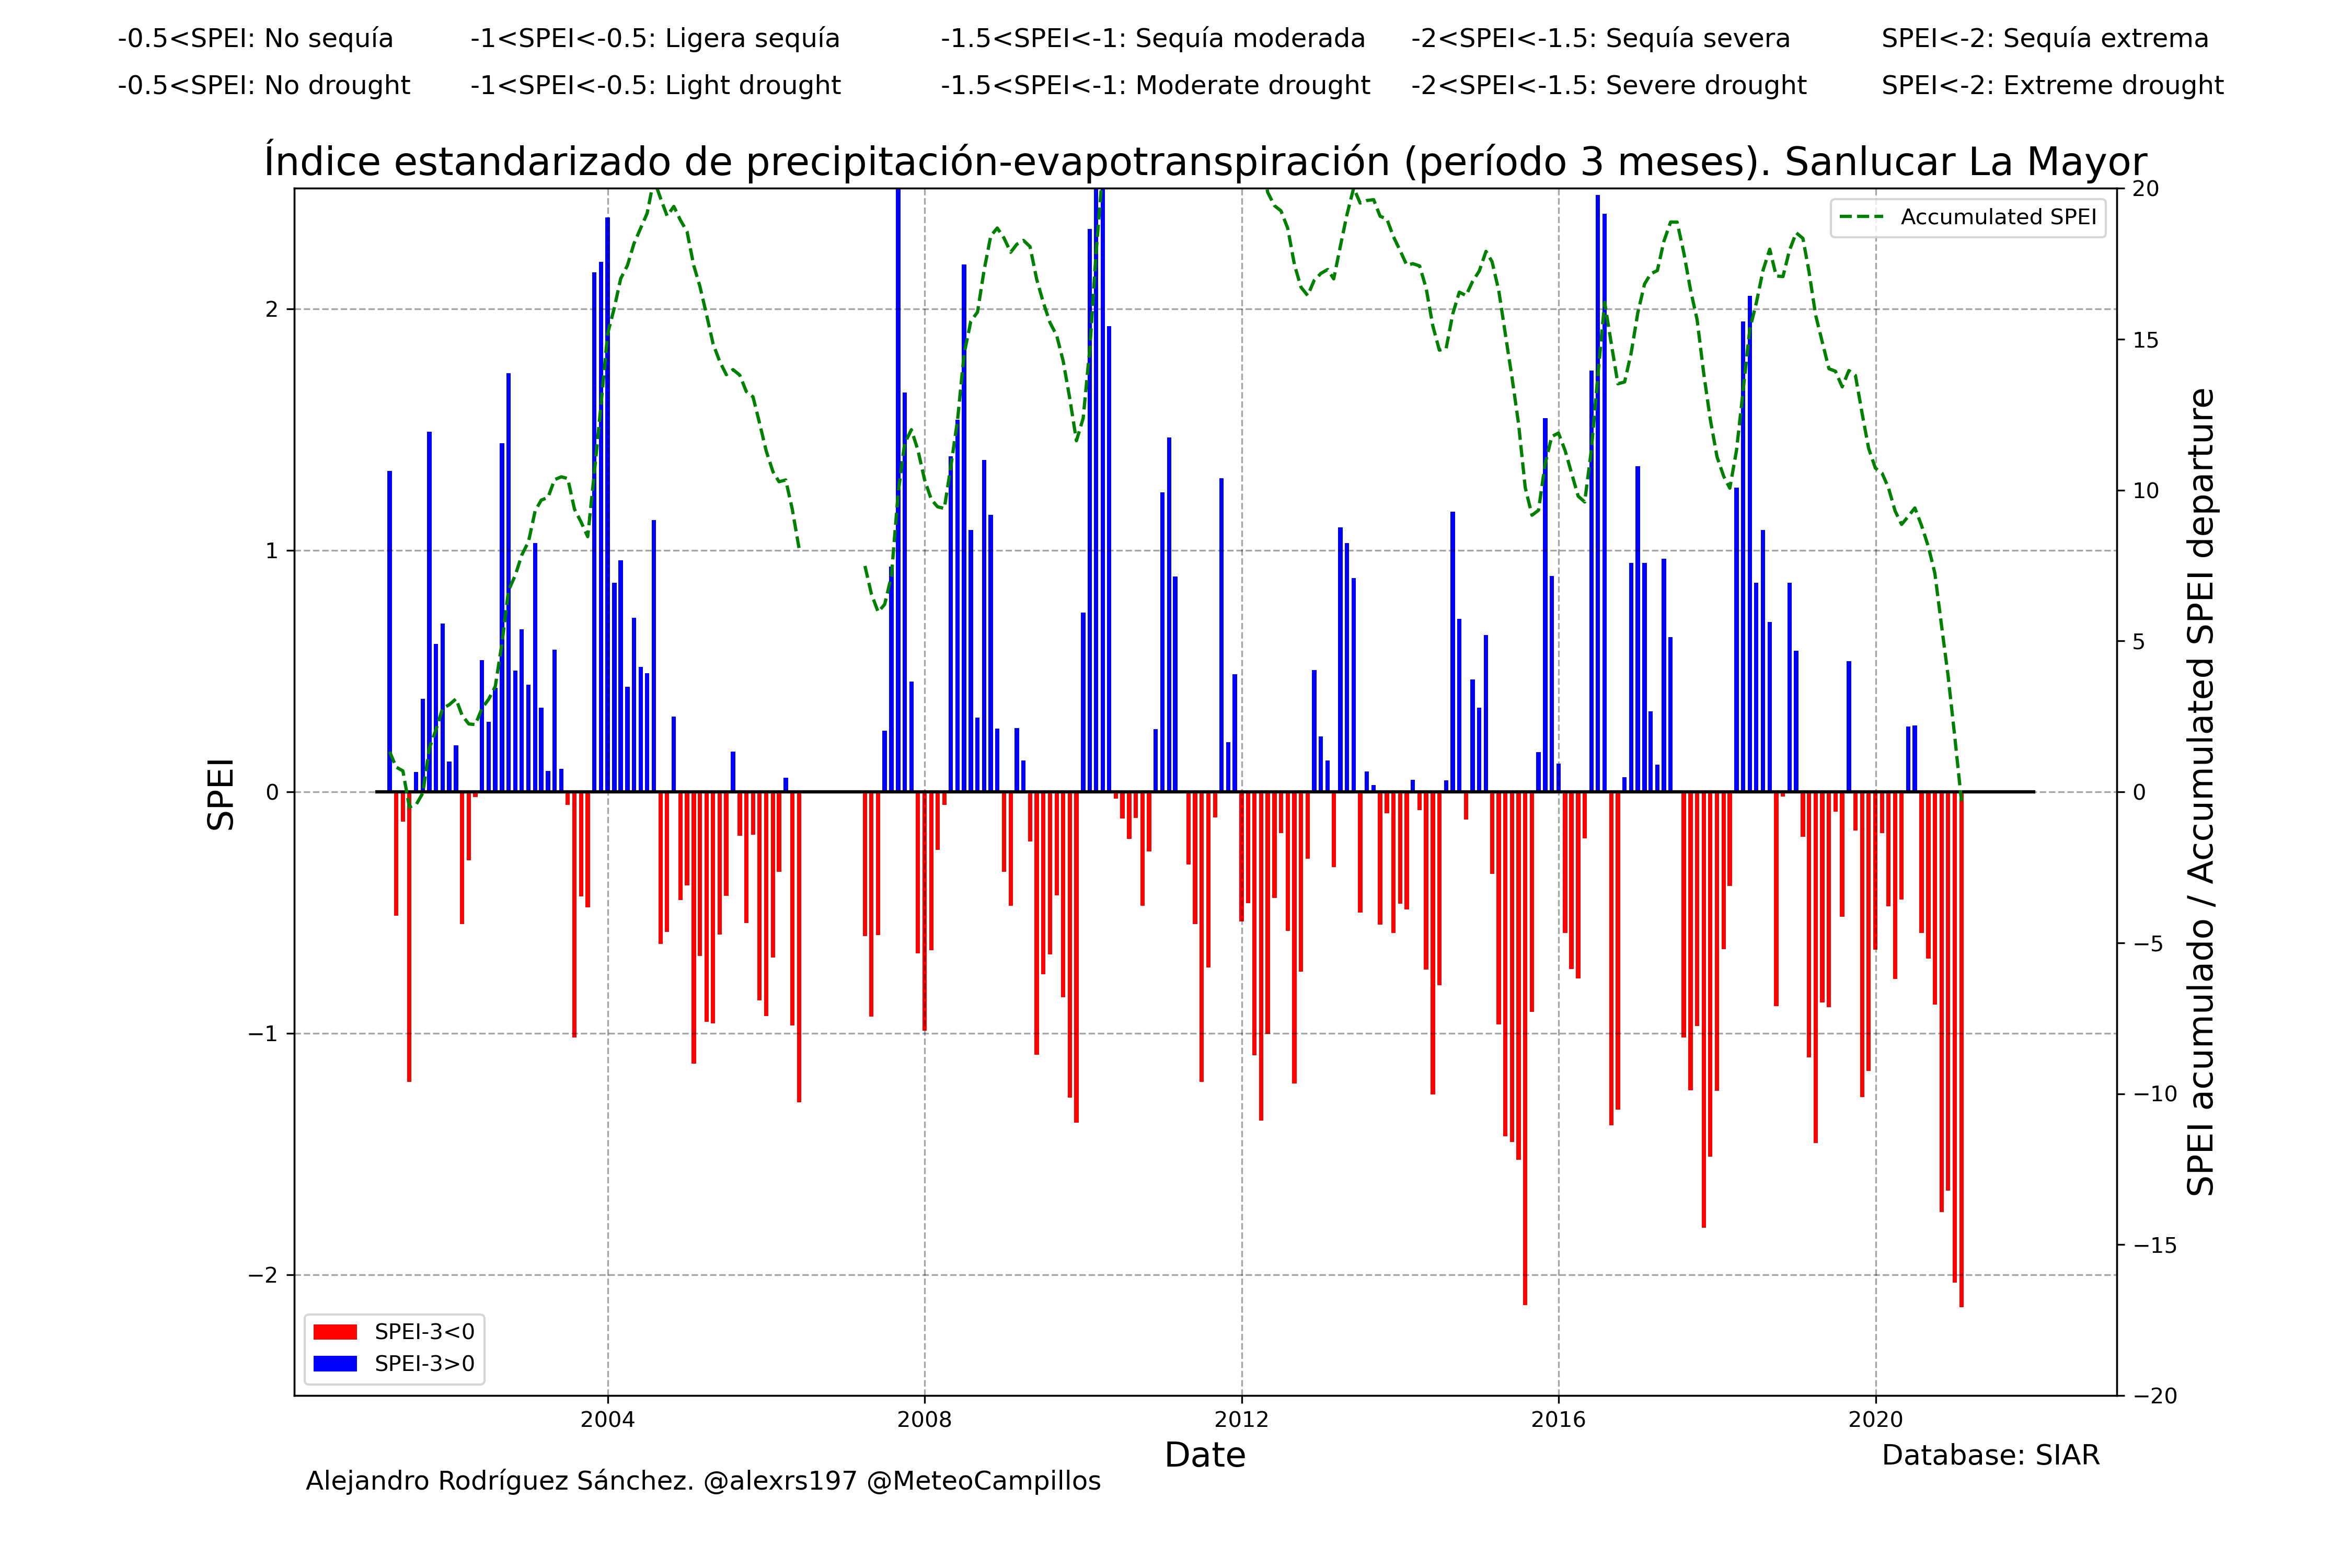 -0.5<SPEI: No sequía -1<SPEI<-0.5: Ligera sequía -1.5<SPEI<-1: Sequía moderada -2<SPEI<-1.5: Sequía severa SPEI<-2: Sequía extrema
-0.5<SPEI: No drought -1<SPEI<-0.5: Light drought -1.5<SPEI<-1: Moderate drought -2<SPEI<-1.5: Severe drought SPEI<-2: Extreme drought
Índice estandarizado de precipitación-evapotranspiración (período 3 meses). Sanlucar La Mayor
Accumulated SPEI
SPEI
2
1
0
−1
−2
20
15
10
5
0
−5
−10
−15
−20
SPEI acumulado / Accumulated SPEI departure
SPEI-3<0
SPEI-3>0
2004 2008 2012 2016 2020
Date
Database: SIAR
Alejandro Rodríguez Sánchez. @alexrs197 @MeteoCampillos